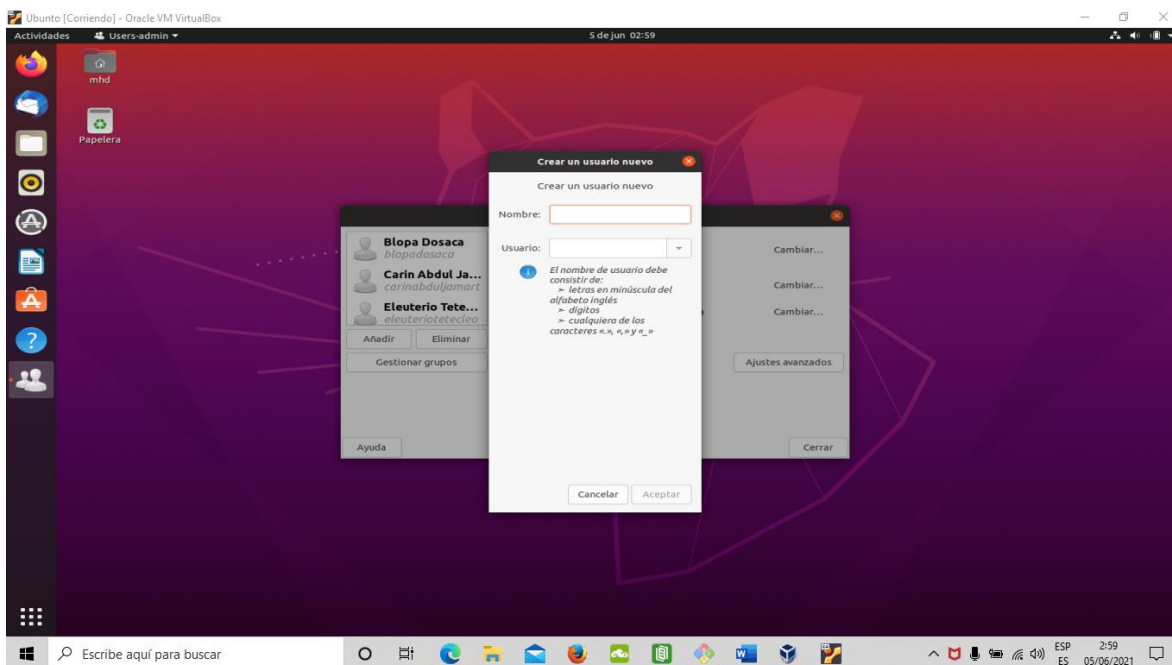 Ubunto [Corriendo] - Oracle VM VirtualBox
Actividades Users-admin 5 de jun 02:59
mhd
Papelera
Crear un usuario nuevo
Crear un usuario nuevo
Nombre:
Usuario:
El nombre de usuario debe
consistir de:
➢ letras en minúscula del
alfabeto inglés
➢ dígitos
➢ cualquiera de los
caracteres «.», «,» y «_»
Cancelar Aceptar
Blopa Dosaca
blopadosaca
Carin Abdul Ja...
carinabduljamart
Eleuterio Tete...
eleuteriotetecleo
Añadir Eliminar
Gestionar grupos
Cambiar...
Cambiar...
Cambiar...
Ajustes avanzados
Ayuda Cerrar
Escribe aquí para buscar
ESP
ES
2:59
05/06/2021